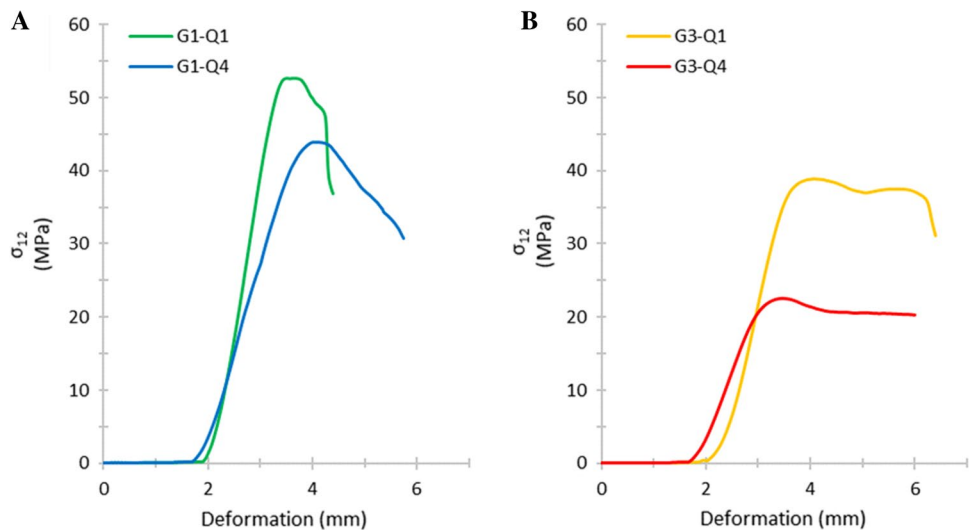 A
G1-Q1
G1-Q4
60
50
40
30
20
10
0
σ12
(MPa)
0 2 4 6
Deformation (mm)
B
G3-Q1
G3-Q4
60
50
40
30
20
10
0
σ12
(MPa)
0 2 4 6
Deformation (mm)